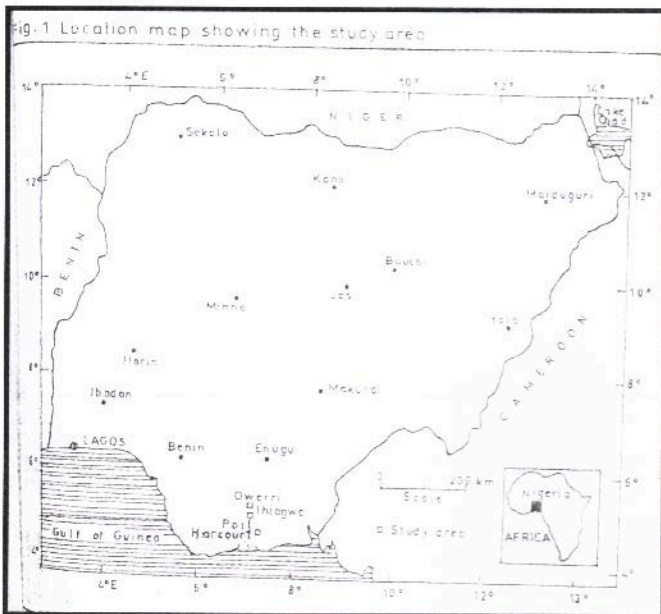 Fig.1 Location map showing the study area
4°E 6° 8° 10° 12° 14°
14° 14°
NIGER
Lake
Sokoto
Kano
Maiduguri
12° 12°
BENIN
Bauchi
10° 10°
Jos
Minna
Yola
Ilorin
CAMEROON
8° 8°
Makurdi
Ibadan
LAGOS
Benin
Enugu
6° 6°
200 km
Scale
Owerri
Ihiagwe
Port
Harcourt
Study area
Nigeria
AFRICA
Gulf of Guinea
4° 4°
4°E 6° 8° 10° 12°